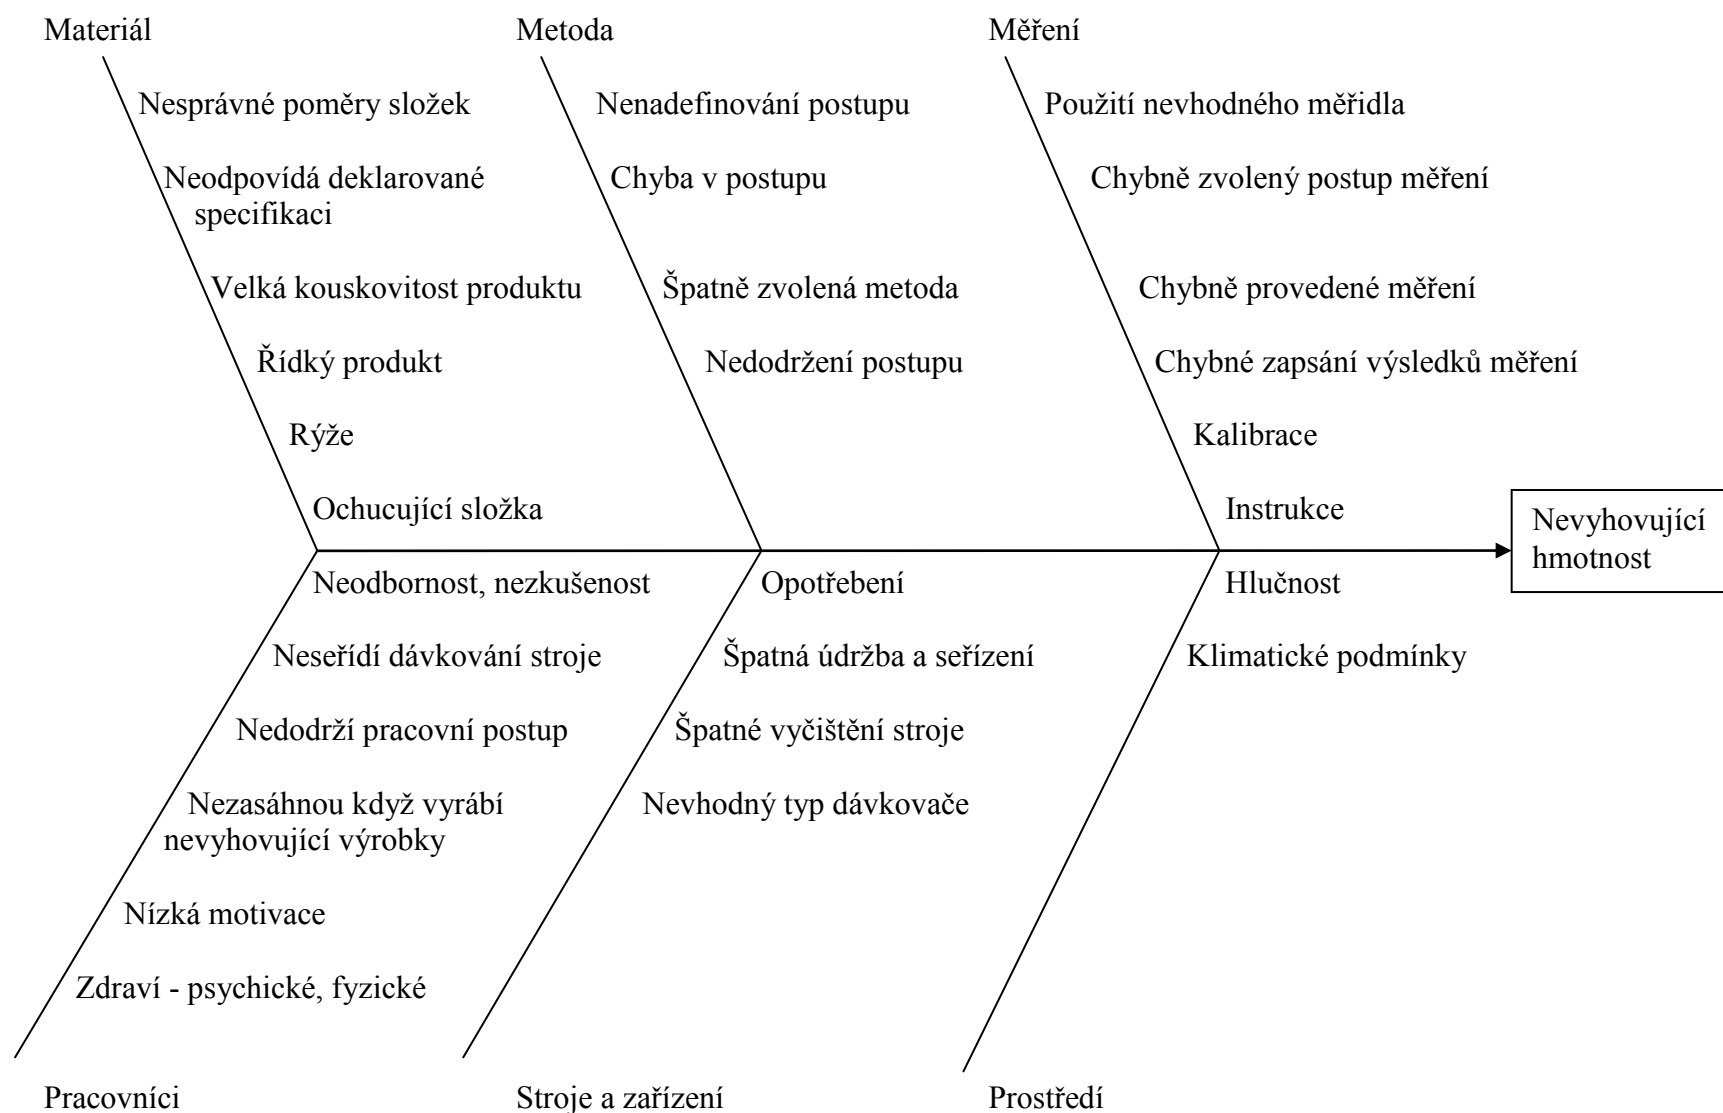 Materiál
Metoda
Měření
Nesprávné poměry složek
Nenadefinování postupu
Použití nevhodného měřidla
Neodpovídá deklarované
specifikaci
Chyba v postupu
Chybně zvolený postup měření
Velká kouskovitost produktu
Špatně zvolená metoda
Chybně provedené měření
Řídký produkt
Nedodržení postupu
Chybné zapsání výsledků měření
Rýže
Kalibrace
Ochucující složka
Instrukce
Nevyhovující
hmotnost
Neodbornost, nezkušenost
Opotřebení
Hlučnost
Neseřídí dávkování stroje
Špatná údržba a seřízení
Klimatické podmínky
Nedodrží pracovní postup
Špatné vyčištění stroje
Nezasáhnou když vyrábí
nevyhovující výrobky
Nevhodný typ dávkovače
Nízká motivace
Zdraví - psychické, fyzické
Pracovníci
Stroje a zařízení
Prostředí